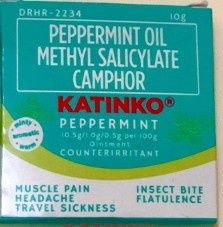 DRHR-2234 10g
PEPPERMINT OIL
METHYL SALICYLATE
CAMPHOR
KATINKO®
PEPPERMINT
10.5g/1.0g/0.5g per 100g
Ointment
COUNTERIRRITANT
minty
aromatic
warm
MUSCLE PAIN INSECT BITE
HEADACHE FLATULENCE
TRAVEL SICKNESS